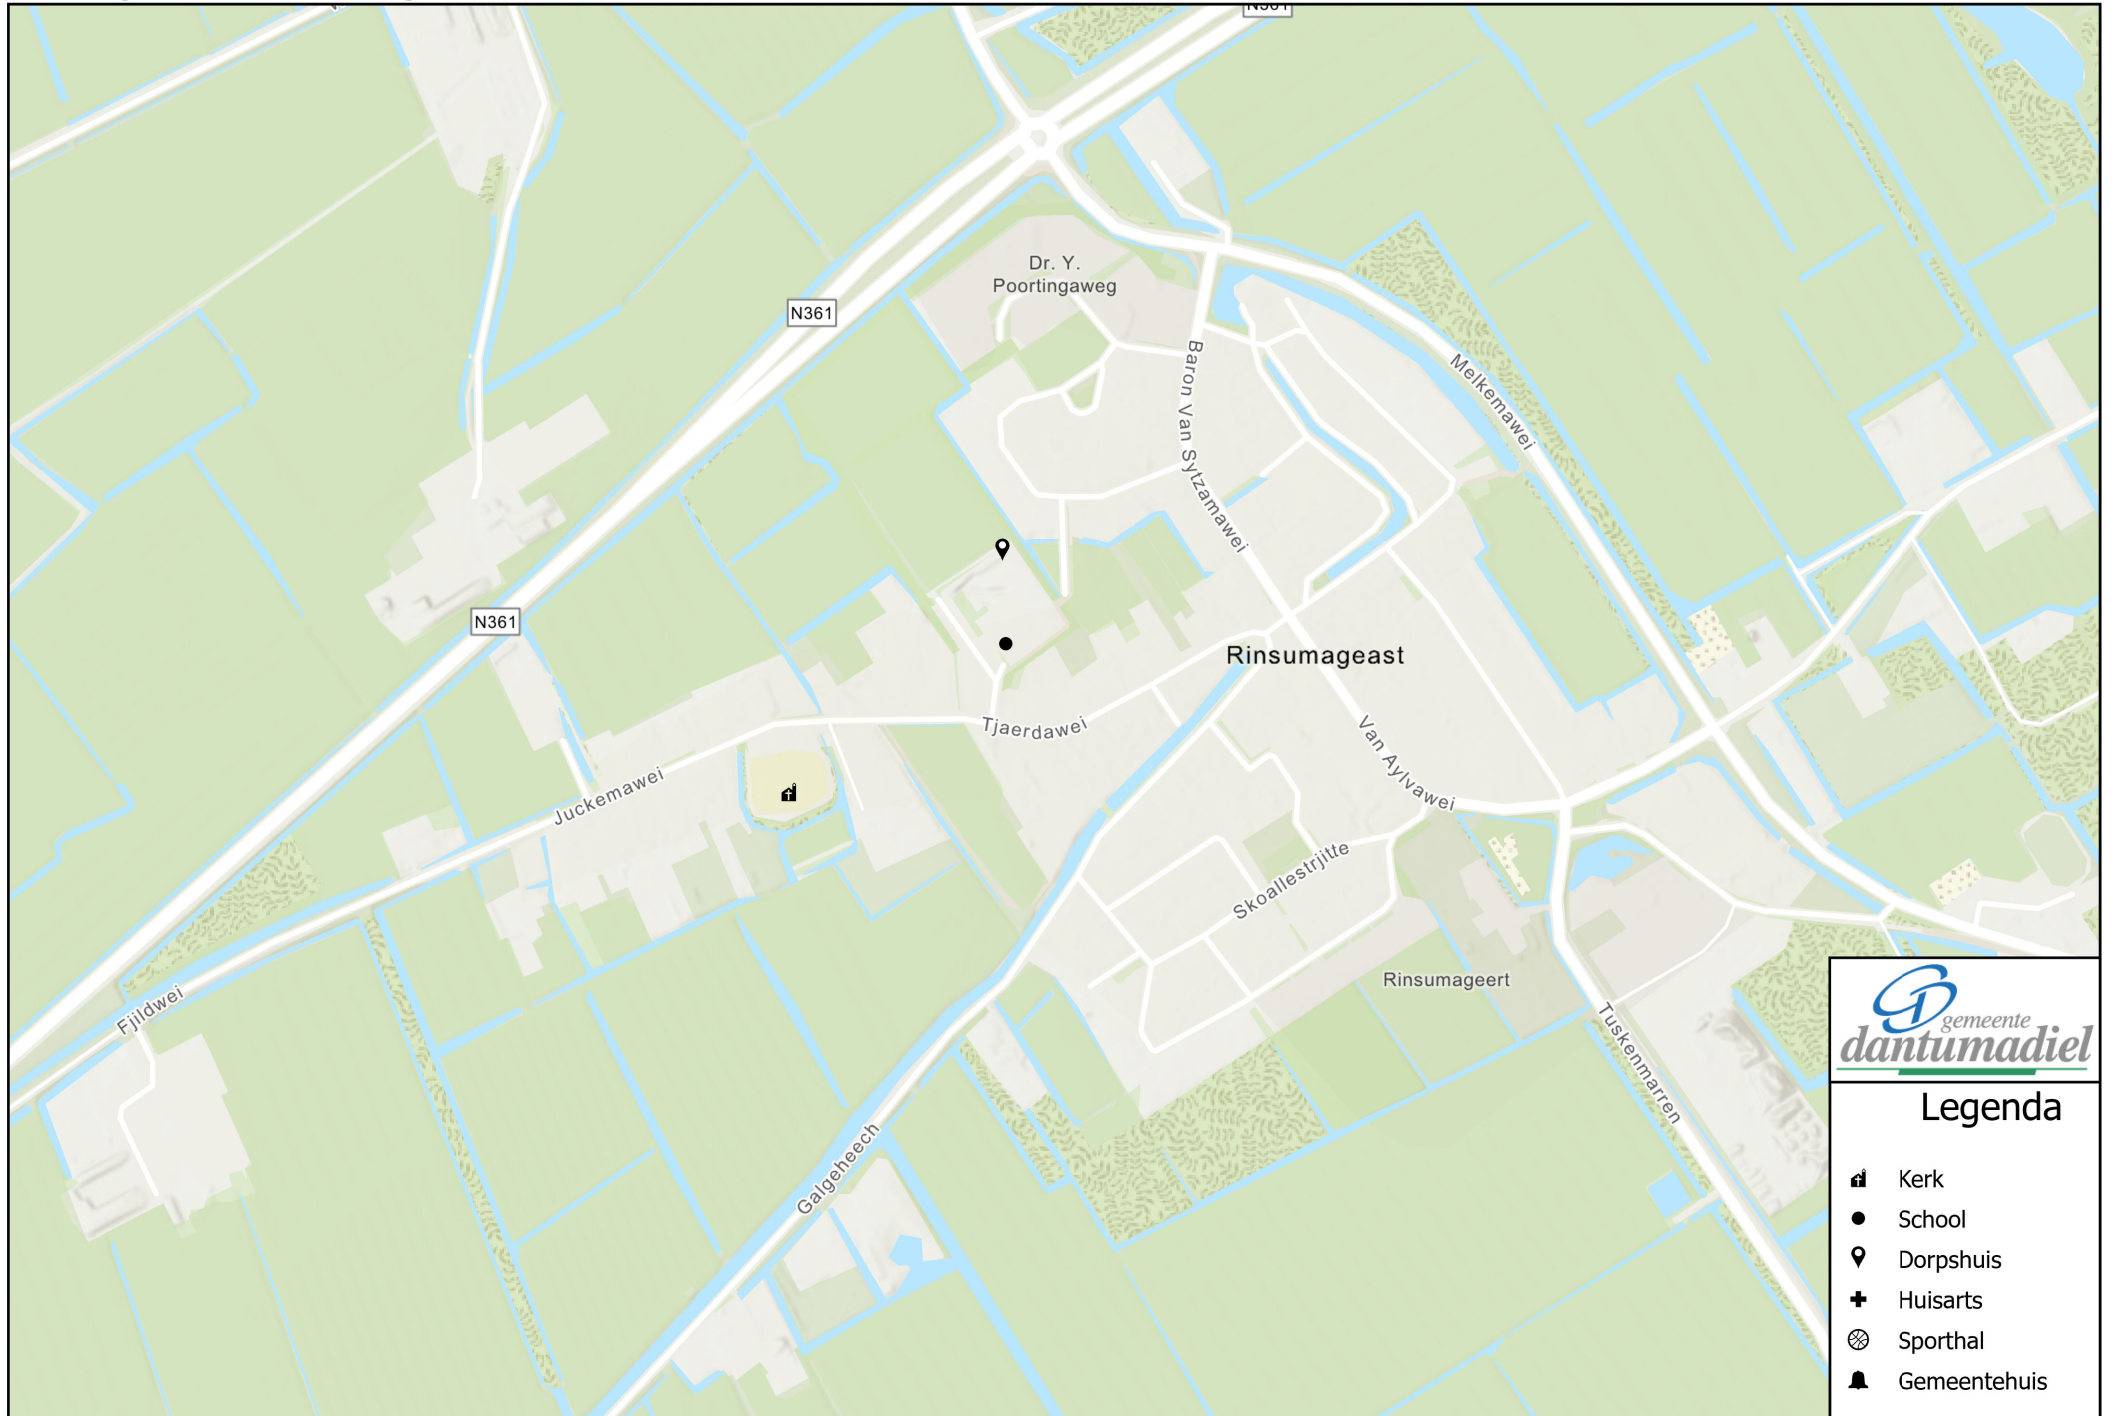 N361
Dr. Y.
Poortingaweg
N361
Baron Van Sytzamawei
Melkemawei
N361
Rinsumageast
Tjaerdawei
Van Aylvawei
Juckemawei
Skoallestrjitte
Rinsumageert
Fjildwei
Tuskenmarren
Galgeheech
gemeente
dantumadiel
Legenda
Kerk
School
Dorpshuis
Huisarts
Sporthal
Gemeentehuis